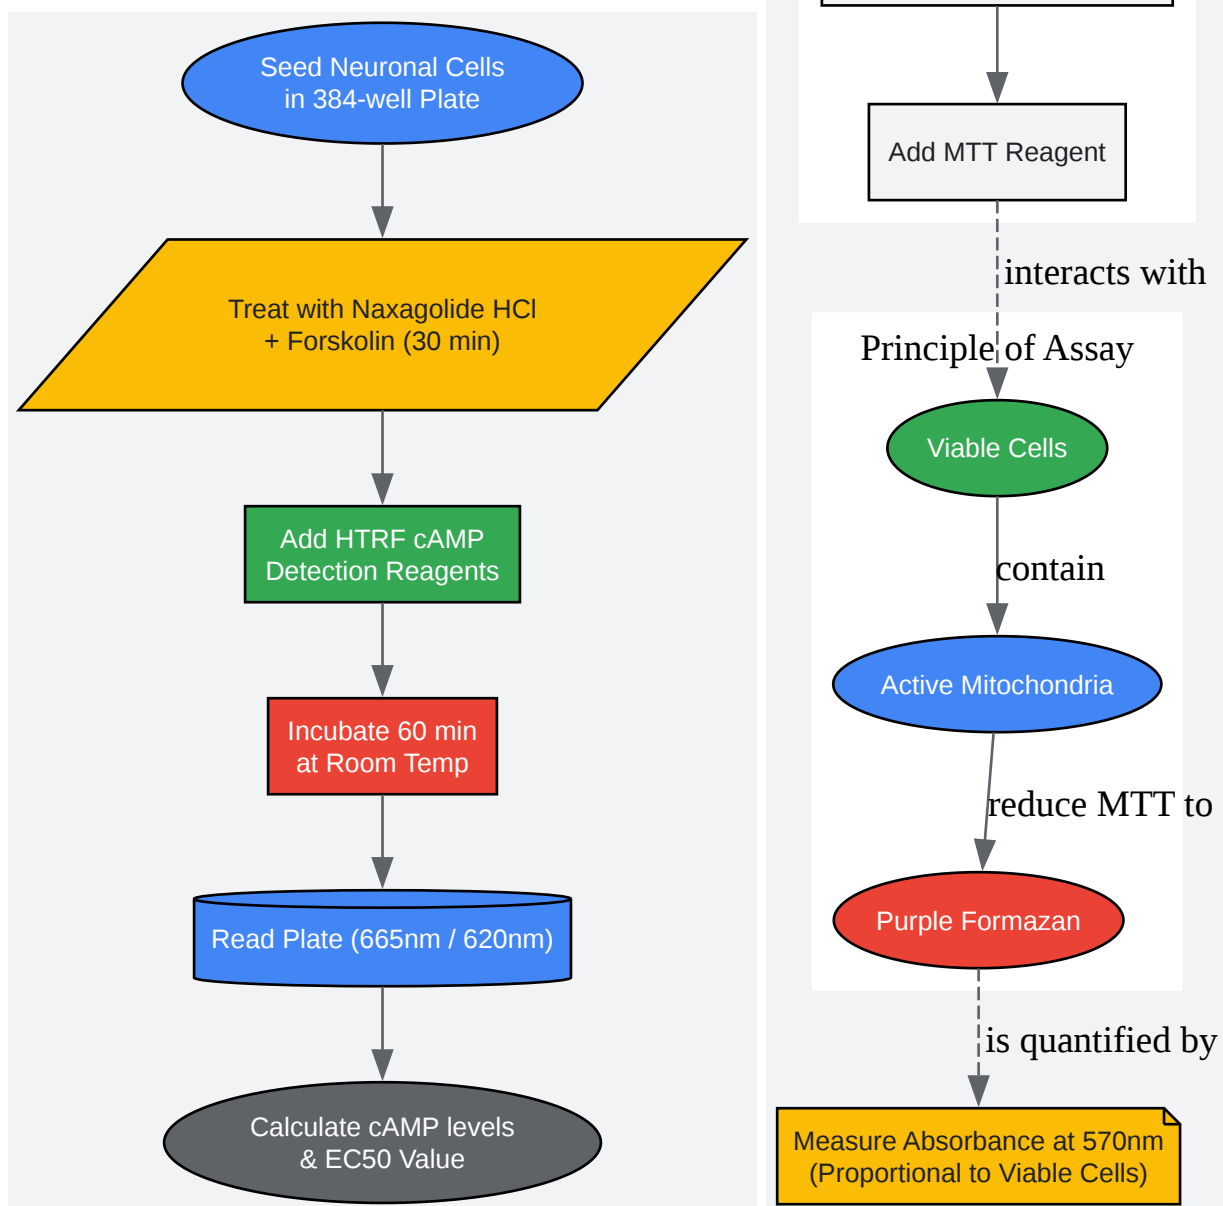 Seed Neuronal Cells
in 384-well Plate
Treat with Naxagolide HCl
+ Forskolin (30 min)
Add HTRF cAMP
Detection Reagents
Incubate 60 min
at Room Temp
Read Plate (665nm / 620nm)
Calculate cAMP levels
& EC50 Value
Add MTT Reagent
interacts with
Principle of Assay
Viable Cells
contain
Active Mitochondria
reduce MTT to
Purple Formazan
is quantified by
Measure Absorbance at 570nm
(Proportional to Viable Cells)